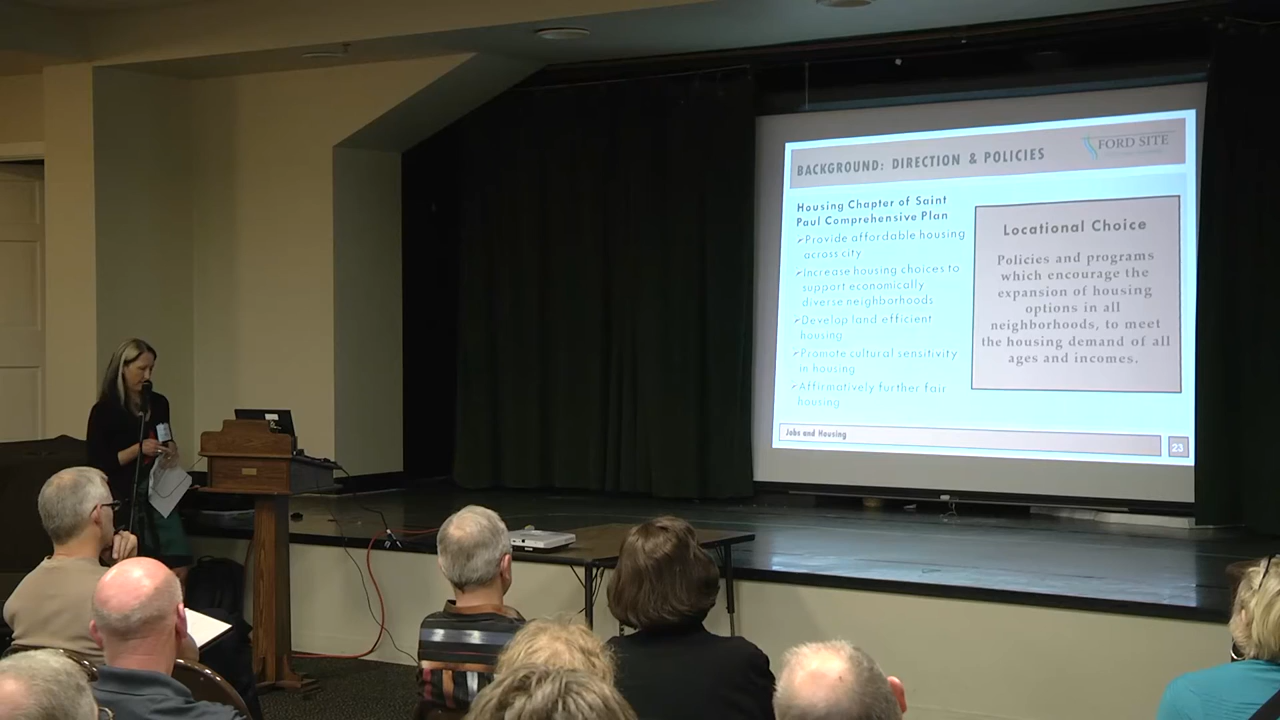 BACKGROUND: DIRECTION & POLICIES
FORD SITE
Housing Chapter of Saint
Paul Comprehensive Plan
➢Provide affordable housing
across city
➢Increase housing choices to
support economically
diverse neighborhoods
➢Develop land efficient
housing
➢Promote cultural sensitivity
in housing
➢Affirmatively further fair
housing
Locational Choice
Policies and programs
which encourage the
expansion of housing
options in all
neighborhoods, to meet
the housing demand of all
ages and incomes.
Jobs and Housing
23